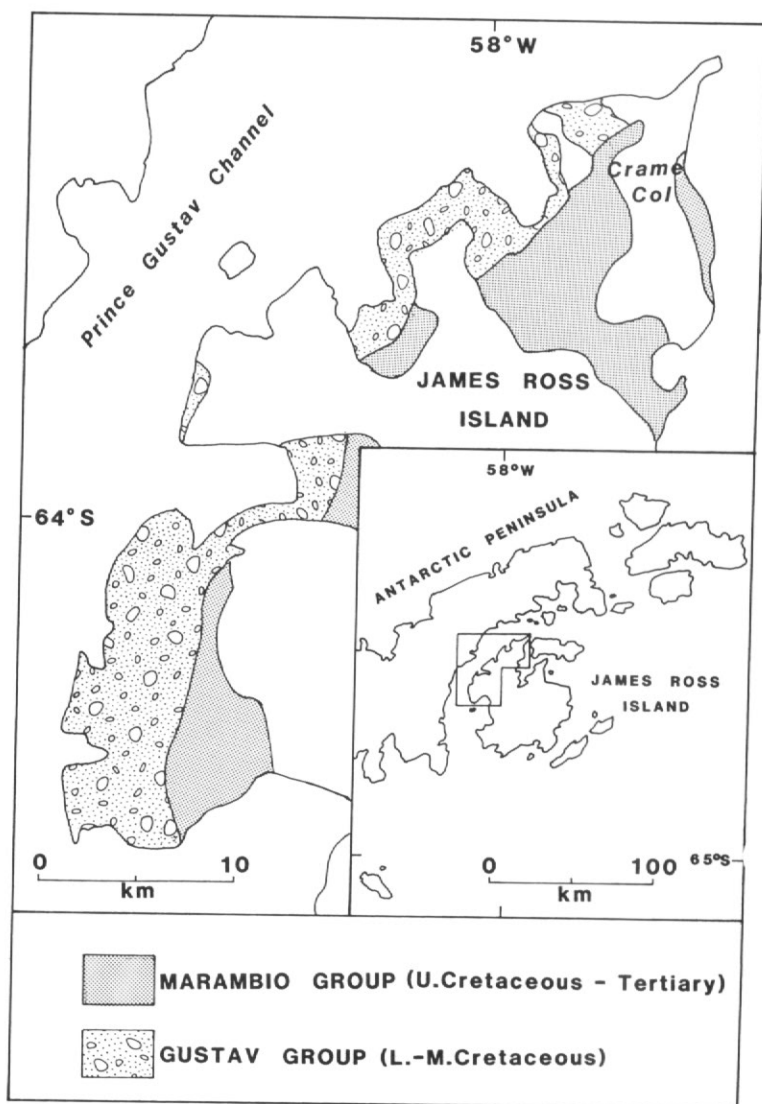 58°W
Prince Gustav Channel
Crame
Col
JAMES ROSS
ISLAND
64°S
58°W
ANTARCTIC PENINSULA
JAMES ROSS
ISLAND
65°S
0 10
km
0 100
km
MARAMBIO GROUP (U.Cretaceous - Tertiary)
GUSTAV GROUP (L.-M.Cretaceous)